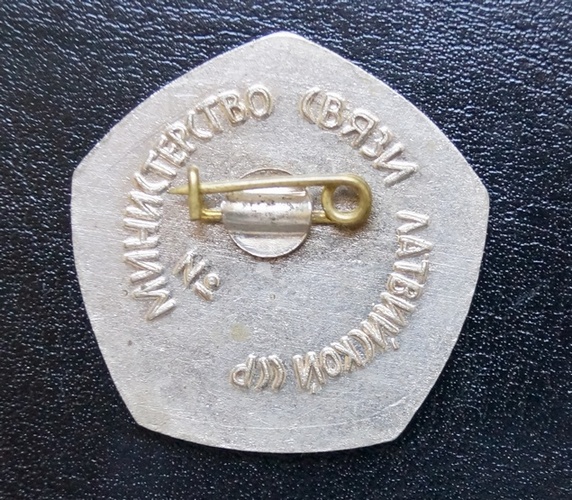 МИНИСТЕРСТВО СВЯЗИ ЛАТВИЙСКОЙ ССР
№